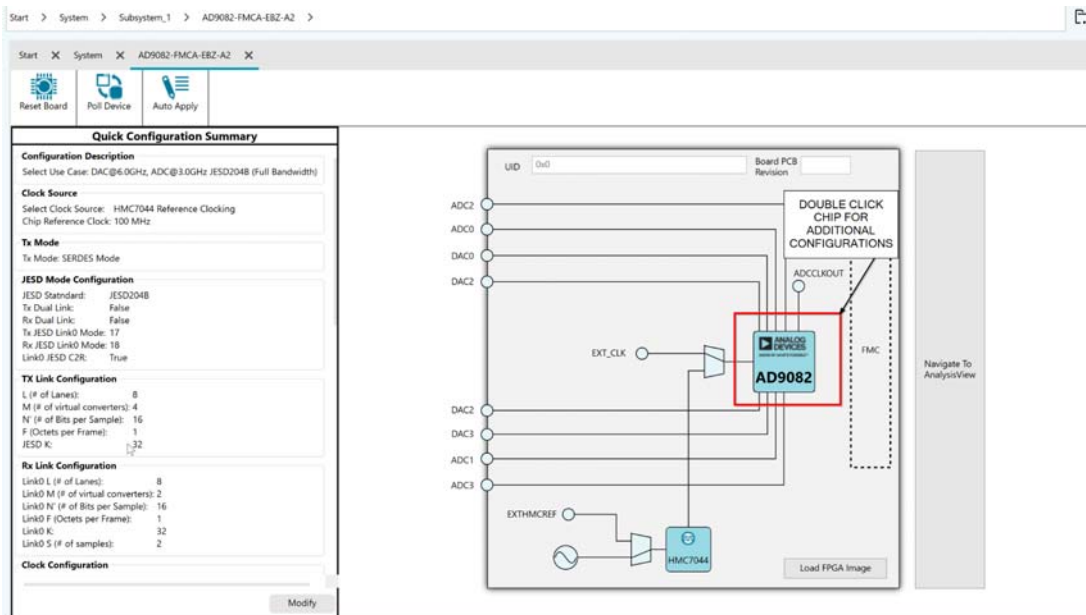 Start > System > Subsystem_1 > AD9082-FMCA-EBZ-A2 >
Start X System X AD9082-FMCA-EBZ-A2 X
Reset Board Poll Device Auto Apply
Quick Configuration Summary
Configuration Description
Select Use Case: DAC@6.0GHz, ADC@3.0GHz JESD204B (Full Bandwidth)
Clock Source
Select Clock Source: HMC7044 Reference Clocking
Chip Reference Clock: 100 MHz
Tx Mode
Tx Mode: SERDES Mode
JESD Mode Configuration
JESD Statndard: JESD204B
Tx Dual Link: False
Rx Dual Link: False
Tx JESD Link0 Mode: 17
Rx JESD Link0 Mode: 18
Link0 JESD C2R: True
TX Link Configuration
L (# of Lanes): 8
M (# of virtual converters): 4
N' (# of Bits per Sample): 16
F (Octets per Frame): 1
JESD K: 32
Rx Link Configuration
Link0 L (# of Lanes): 8
Link0 M (# of virtual converters): 2
Link0 N' (# of Bits per Sample): 16
Link0 F (Octets per Frame): 1
Link0 K: 32
Link0 S (# of samples): 2
Clock Configuration
Modify
UID 0x0
Board PCB
Revision
ADC2
ADC0
DAC0
DAC2
DOUBLE CLICK
CHIP FOR
ADDITIONAL
CONFIGURATIONS
ADCCLKOUT
EXT_CLK
ANALOG
DEVICES
AD9082
FMC
Navigate To
AnalysisView
DAC2
DAC3
ADC1
ADC3
EXTHMCREF
HMC7044
Load FPGA Image